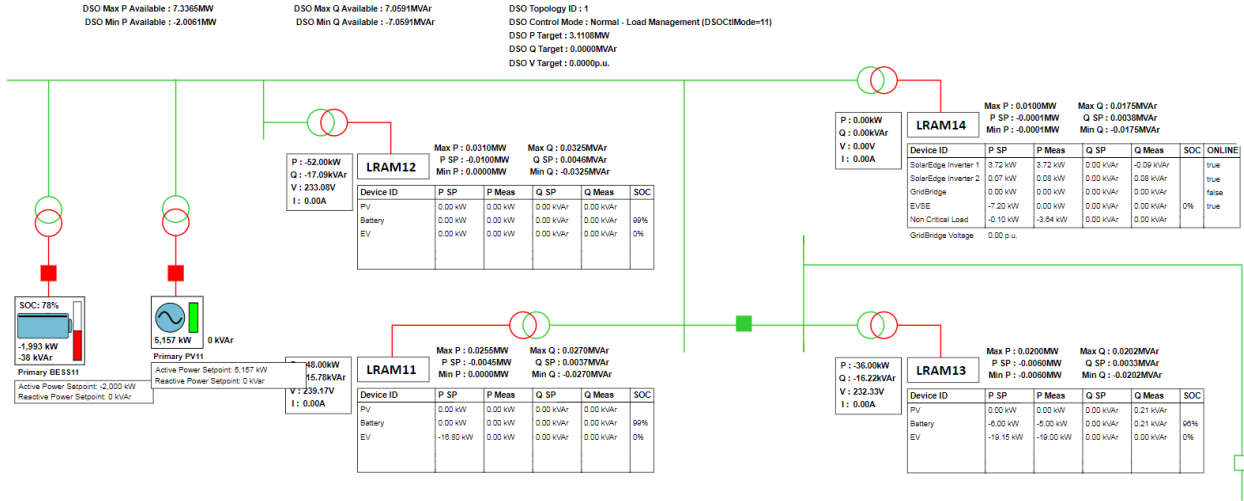 DSO Max P Available : 7.3365MW
DSO Min P Available : -2.0061MW
DSO Max Q Available : 7.0591MVAr
DSO Min Q Available : -7.0591MVAr
DSO Topology ID : 1
DSO Control Mode : Normal - Load Management (DSOCtlMode=11)
DSO P Target : 3.1108MW
DSO Q Target : 0.0000MVAr
DSO V Target : 0.0000p.u.
P : -52.00kW
Q : -17.09kVAr
V : 233.08V
I : 0.00A
LRAM12
Max P : 0.0310MW Max Q : 0.0325MVAr
P SP : -0.0100MW Q SP : 0.0046MVAr
Min P : 0.0000MW Min Q : -0.0325MVAr
Device ID P SP P Meas Q SP Q Meas SOC
PV 0.00 kW 0.00 kW 0.00 kVAr 0.00 kVAr
Battery 0.00 kW 0.00 kW 0.00 kVAr 0.00 kVAr 99%
EV 0.00 kW 0.00 kW 0.00 kVAr 0.00 kVAr 0%
P : 0.00kW
Q : 0.00kVAr
V : 0.00V
I : 0.00A
LRAM14
Max P : 0.0100MW Max Q : 0.0175MVAr
P SP : -0.0001MW Q SP : 0.0038MVAr
Min P : -0.0001MW Min Q : -0.0175MVAr
Device ID P SP P Meas Q SP Q Meas SOC ONLINE
SolarEdge Inverter 1 3.72 kW 3.72 kW 0.00 kVAr -0.09 kVAr true
SolarEdge Inverter 2 0.07 kW 0.08 kW 0.00 kVAr 0.08 kVAr true
GridBridge 0.00 kW 0.00 kW 0.00 kVAr 0.00 kVAr false
EVSE -7.20 kW 0.00 kW 0.00 kVAr 0.00 kVAr 0% true
Non Critical Load -0.10 kW -3.64 kW 0.00 kVAr 0.00 kVAr
GridBridge Voltage 0.00 p.u.
SOC: 78%
-1,993 kW
-38 kVAr
Primary BESS11
Active Power Setpoint: -2,000 kW
Reactive Power Setpoint: 0 kVAr
5,157 kW 0 kVAr
Primary PV11
Active Power Setpoint: 5,157 kW
Reactive Power Setpoint: 0 kVAr
48.00kW
15.78kVAr
V : 239.17V
I : 0.00A
LRAM11
Max P : 0.0255MW Max Q : 0.0270MVAr
P SP : -0.0045MW Q SP : 0.0037MVAr
Min P : 0.0000MW Min Q : -0.0270MVAr
Device ID P SP P Meas Q SP Q Meas SOC
PV 0.00 kW 0.00 kW 0.00 kVAr 0.00 kVAr
Battery 0.00 kW 0.00 kW 0.00 kVAr 0.00 kVAr 99%
EV -16.80 kW 0.00 kW 0.00 kVAr 0.00 kVAr 0%
P : -36.00kW
Q : -16.22kVAr
V : 232.33V
I : 0.00A
LRAM13
Max P : 0.0200MW Max Q : 0.0202MVAr
P SP : -0.0060MW Q SP : 0.0033MVAr
Min P : -0.0060MW Min Q : -0.0202MVAr
Device ID P SP P Meas Q SP Q Meas SOC
PV 0.00 kW 0.00 kW 0.00 kVAr 0.21 kVAr
Battery -6.00 kW -5.00 kW 0.00 kVAr 0.21 kVAr 96%
EV -19.15 kW -19.00 kW 0.00 kVAr 0.00 kVAr 0%